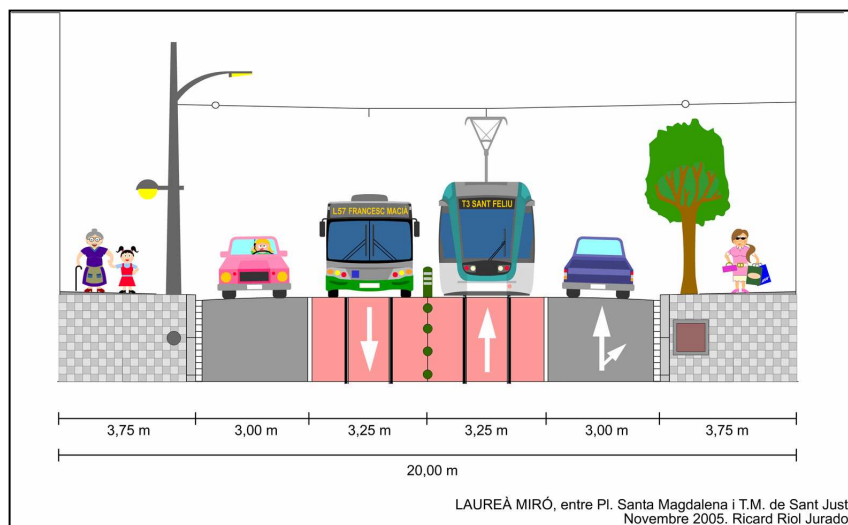 L57 FRANCESC MACIA
T3 SANT FELIU
3,75 m
3,00 m
3,25 m
3,25 m
3,00 m
3,75 m
20,00 m
LAUREÀ MIRÓ, entre Pl. Santa Magdalena i T.M. de Sant Just
Novembre 2005. Ricard Riol Jurado